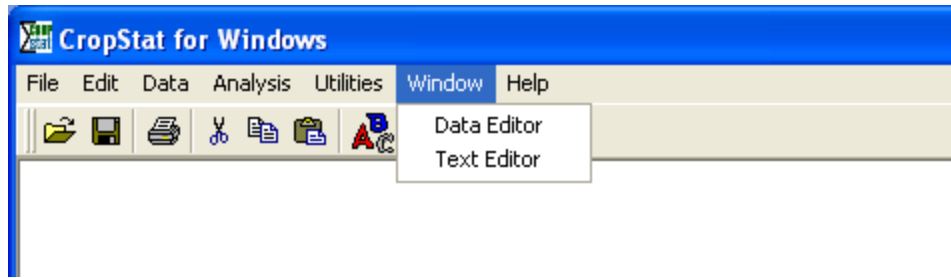 CropStat for Windows
File Edit Data Analysis Utilities Window Help
Data Editor
Text Editor